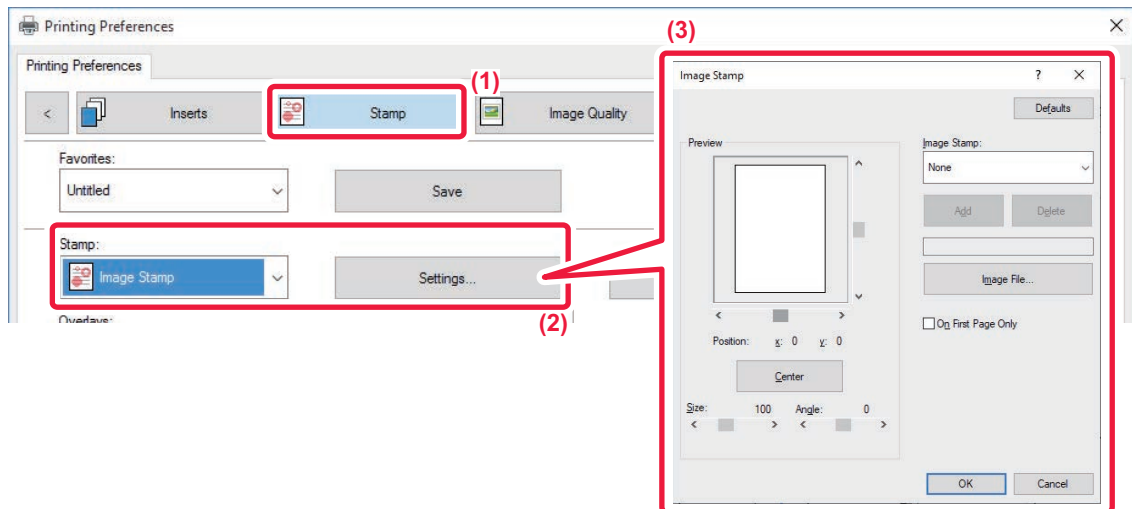 Printing Preferences
Printing Preferences
(1)
< Inserts Stamp Image Quality
Favorites:
Untitled Save
Stamp:
Image Stamp Settings...
(2)
Overlays:
(3)
Image Stamp ? X
Defaults
Preview
Image Stamp:
None
Add Delete
Image File...
On First Page Only
Position: x: 0 y: 0
Center
Size: 100 Angle: 0
OK Cancel